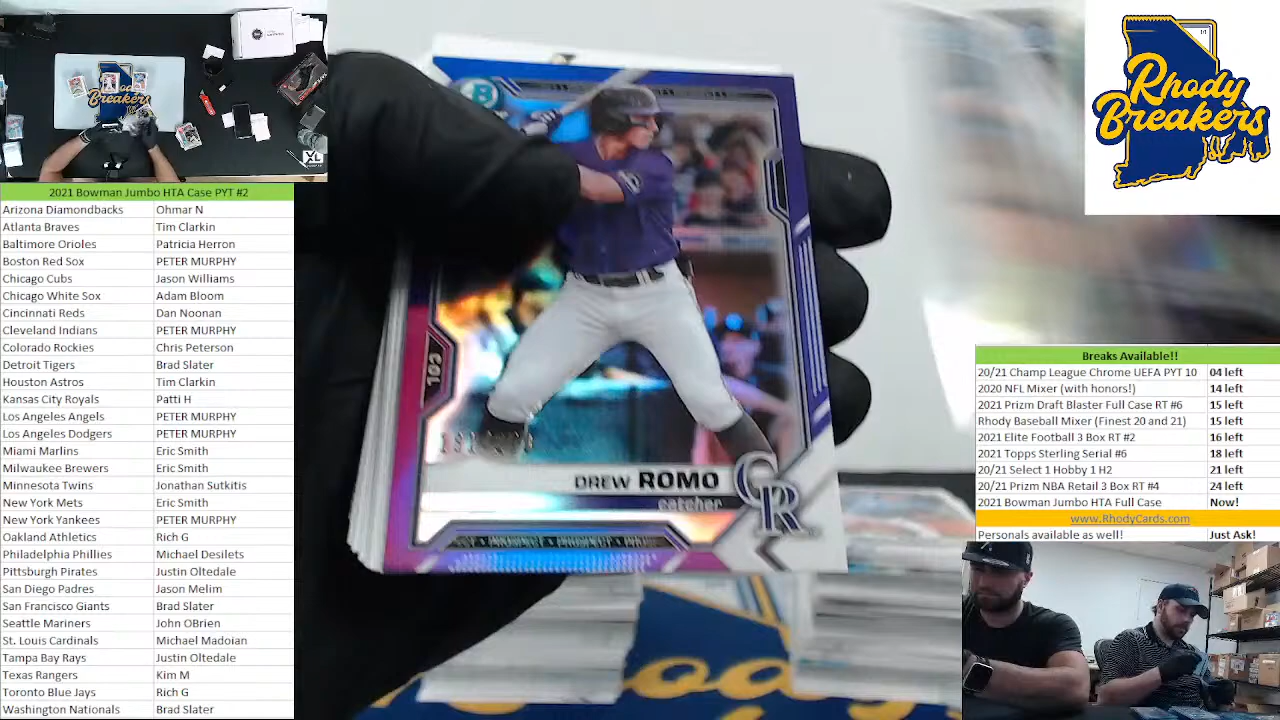 2021 Bowman Jumbo HTA Case PYT #2
Arizona Diamondbacks Ohmar N
Atlanta Braves Tim Clarkin
Baltimore Orioles Patricia Herron
Boston Red Sox PETER MURPHY
Chicago Cubs Jason Williams
Chicago White Sox Adam Bloom
Cincinnati Reds Dan Noonan
Cleveland Indians PETER MURPHY
Colorado Rockies Chris Peterson
Detroit Tigers Brad Slater
Houston Astros Tim Clarkin
Kansas City Royals Patti H
Los Angeles Angels PETER MURPHY
Los Angeles Dodgers PETER MURPHY
Miami Marlins Eric Smith
Milwaukee Brewers Eric Smith
Minnesota Twins Jonathan Sutkitis
New York Mets Eric Smith
New York Yankees PETER MURPHY
Oakland Athletics Rich G
Philadelphia Phillies Michael Desilets
Pittsburgh Pirates Justin Oltedale
San Diego Padres Jason Melim
San Francisco Giants Brad Slater
Seattle Mariners John OBrien
St. Louis Cardinals Michael Madoian
Tampa Bay Rays Justin Oltedale
Texas Rangers Kim M
Toronto Blue Jays Rich G
Washington Nationals Brad Slater
Rhody
Breakers
XL
B
DREW ROMO
catcher
CR
Rhody
Breakers
Breaks Available!!
20/21 Champ League Chrome UEFA PYT 10 04 left
2020 NFL Mixer (with honors!) 14 left
2021 Prizm Draft Blaster Full Case RT #6 15 left
Rhody Baseball Mixer (Finest 20 and 21) 15 left
2021 Elite Football 3 Box RT #2 16 left
2021 Topps Sterling Serial #6 18 left
20/21 Select 1 Hobby 1 H2 21 left
20/21 Prizm NBA Retail 3 Box RT #4 24 left
2021 Bowman Jumbo HTA Full Case Now!
www.RhodyCards.com
Personals available as well! Just Ask!